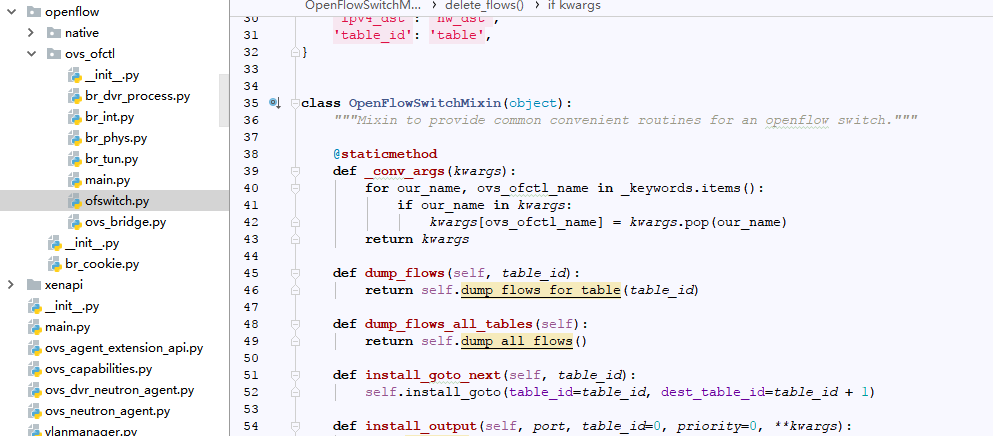 openflow
native
ovs_ofctl
__init__.py
br_dvr_process.py
br_int.py
br_phys.py
br_tun.py
main.py
ofswitch.py
ovs_bridge.py
__init__.py
br_cookie.py
xenapi
__init__.py
main.py
ovs_agent_extension_api.py
ovs_capabilities.py
ovs_dvr_neutron_agent.py
ovs_neutron_agent.py
vlanmanager.py
OpenFlowSwitchM... › delete_flows() › if kwargs
30 'ipv4_dst': 'nw_dst',
31 'table_id': 'table',
32 }
33
34
35 class OpenFlowSwitchMixin(object):
36 """Mixin to provide common convenient routines for an openflow switch."""
37
38 @staticmethod
39 def _conv_args(kwargs):
40 for our_name, ovs_ofctl_name in _keywords.items():
41 if our_name in kwargs:
42 kwargs[ovs_ofctl_name] = kwargs.pop(our_name)
43 return kwargs
44
45 def dump_flows(self, table_id):
46 return self.dump_flows_for_table(table_id)
47
48 def dump_flows_all_tables(self):
49 return self.dump_all_flows()
50
51 def install_goto_next(self, table_id):
52 self.install_goto(table_id=table_id, dest_table_id=table_id + 1)
53
54 def install_output(self, port, table_id=0, priority=0, **kwargs):